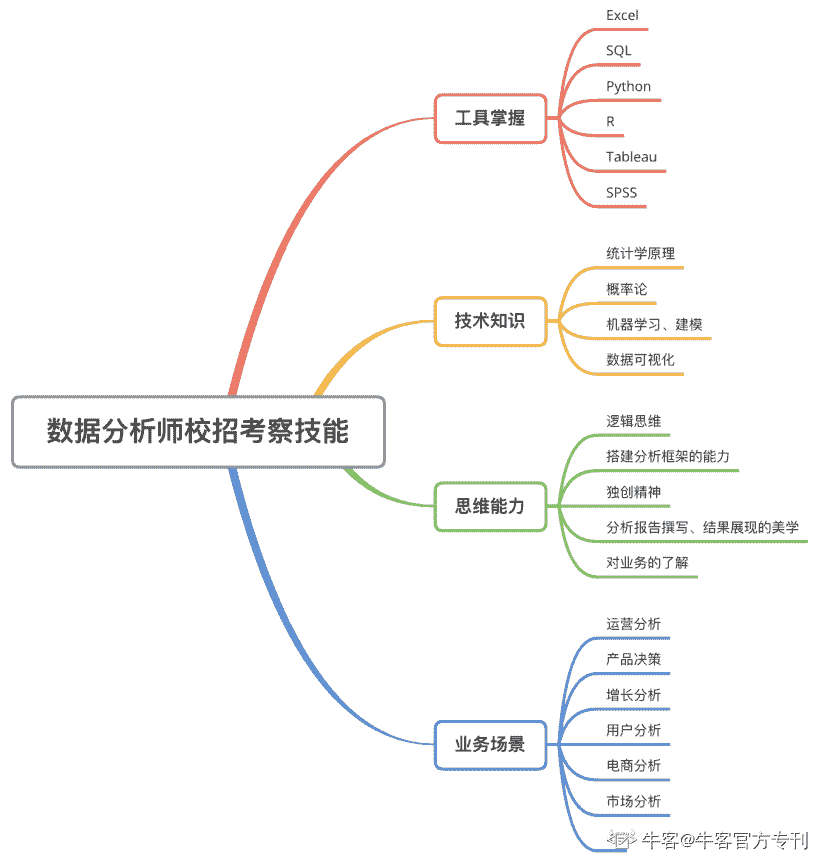 数据分析师校招考察技能
工具掌握
Excel
SQL
Python
R
Tableau
SPSS
技术知识
统计学原理
概率论
机器学习、建模
数据可视化
思维能力
逻辑思维
搭建分析框架的能力
独创精神
分析报告撰写、结果展现的美学
对业务的了解
业务场景
运营分析
产品决策
增长分析
用户分析
电商分析
市场分析
牛客@牛客官方专刊